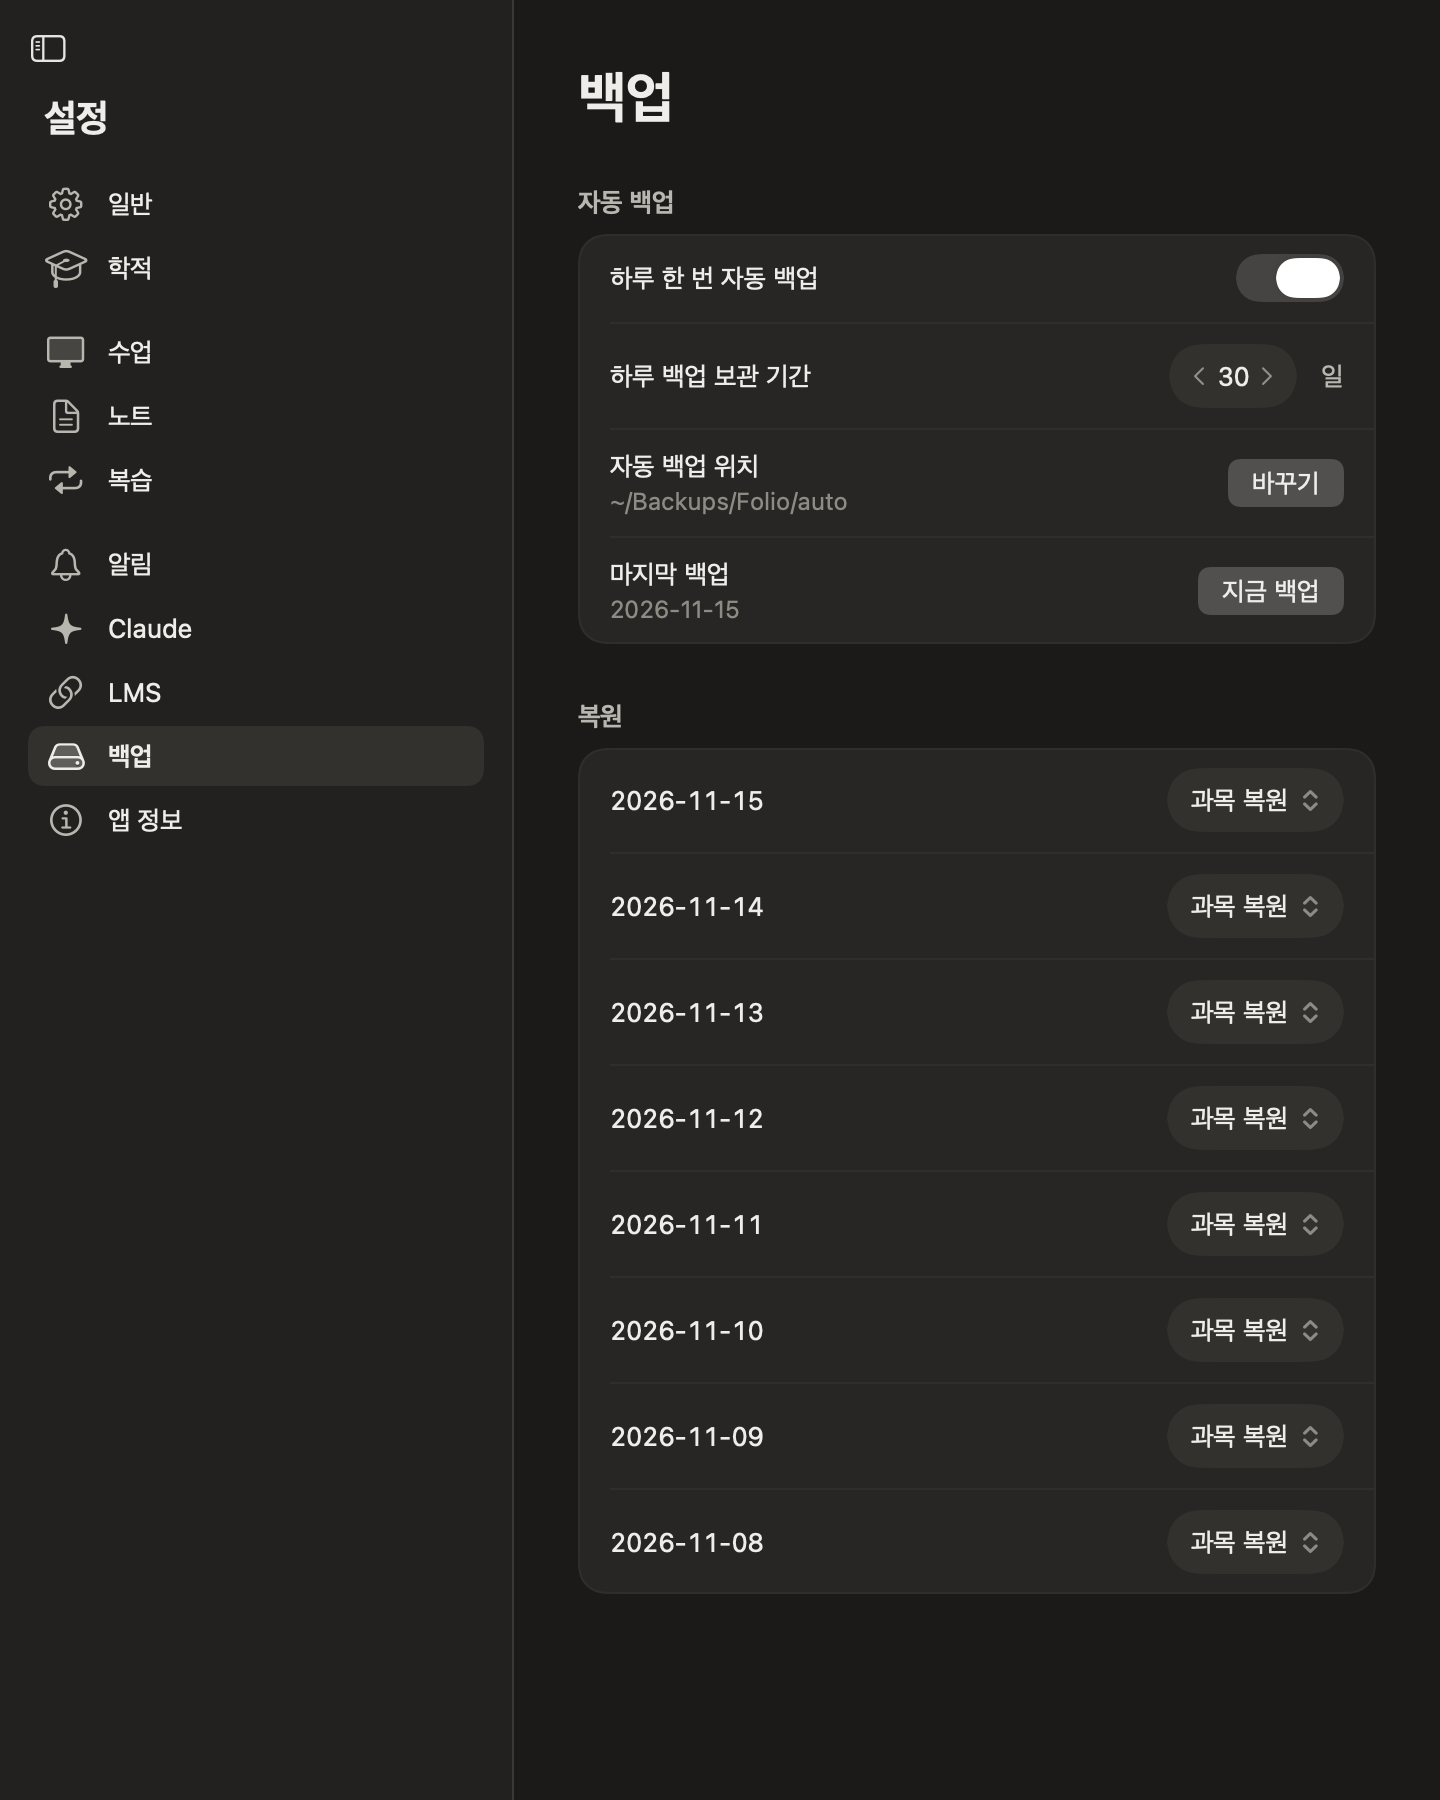 설정
일반
학적
수업
노트
복습
알림
Claude
LMS
백업
앱 정보
백업
자동 백업
하루 한 번 자동 백업
하루 백업 보관 기간
30 일
자동 백업 위치
~/Backups/Folio/auto
바꾸기
마지막 백업
2026-11-15
지금 백업
복원
2026-11-15 과목 복원
2026-11-14 과목 복원
2026-11-13 과목 복원
2026-11-12 과목 복원
2026-11-11 과목 복원
2026-11-10 과목 복원
2026-11-09 과목 복원
2026-11-08 과목 복원